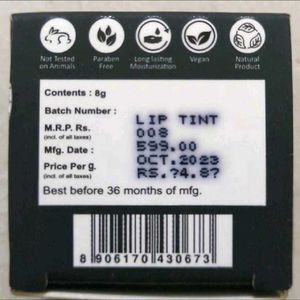 Not Tested on Animals
Paraben Free
Long lasting Moisturization
Vegan
Natural Product
Contents : 8g
Batch Number : LIP TINT
008
M.R.P. Rs. 599.00
(incl. of all taxes)
Mfg. Date : OCT.2023
Price Per g. RS.74.87
(incl. of all taxes)
Best before 36 months of mfg.
8 906170 430673